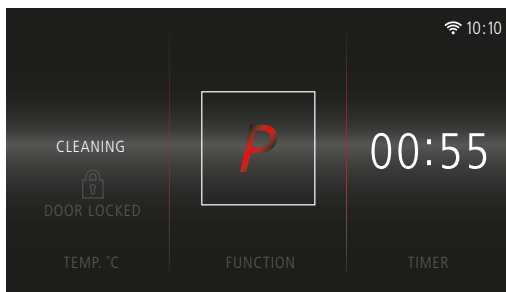 10:10
CLEANING
DOOR LOCKED
P
00:55
TEMP. °C
FUNCTION
TIMER